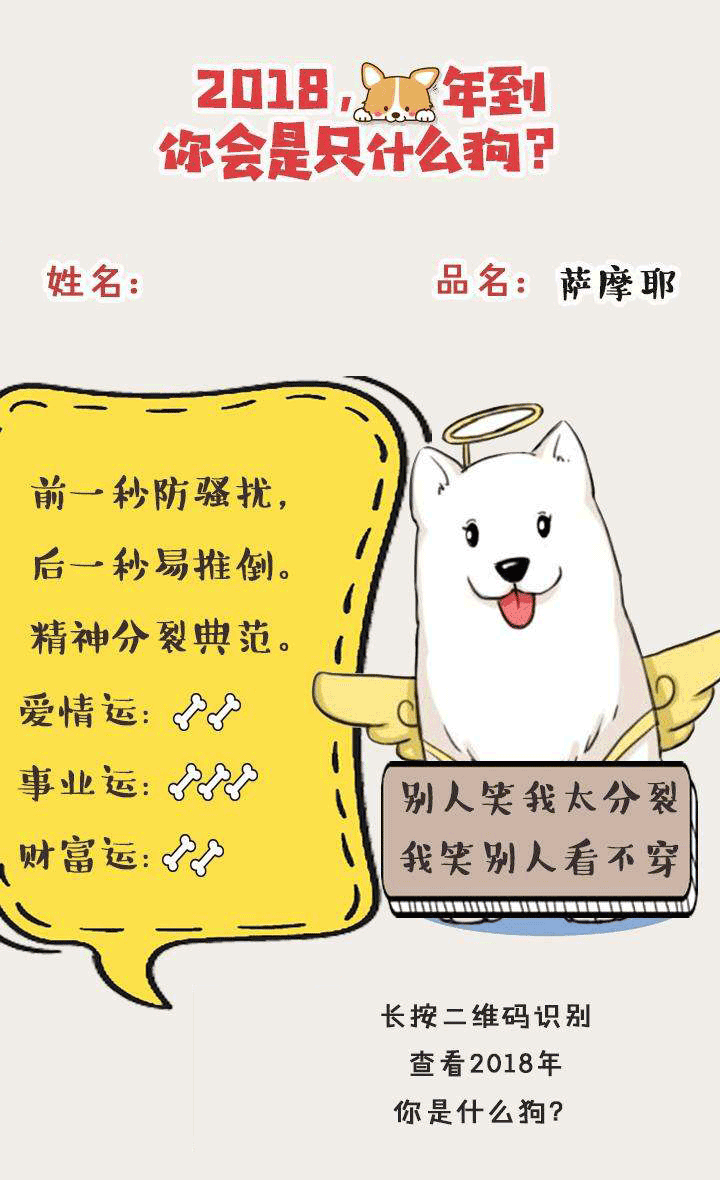 2018,年到
你会是只什么狗?
姓名:
品名: 萨摩耶
前一秒防骚扰,
后一秒易推倒。
精神分裂典范。
爱情运:
事业运:
财富运:
别人笑我太分裂
我笑别人看不穿
长按二维码识别
查看2018年
你是什么狗?